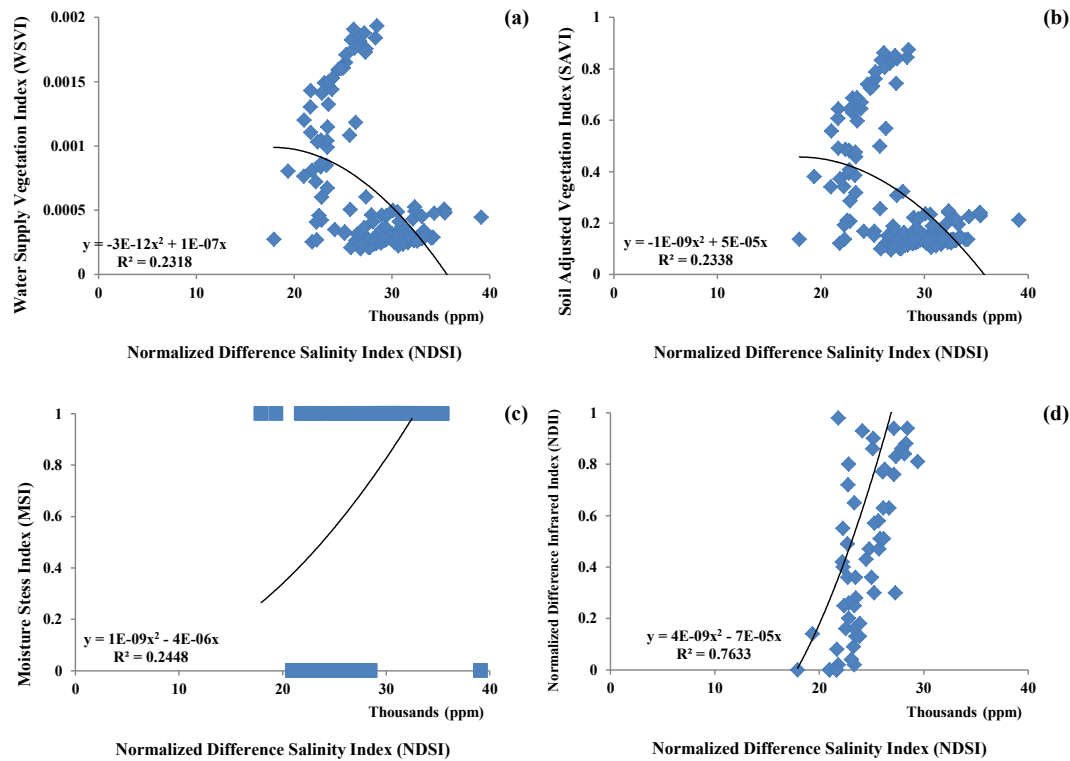 (a)
Water Supply Vegetation Index (WSVI)
0.002
0.0015
0.001
0.0005
0
y = -3E-12x² + 1E-07x
R² = 0.2318
0 10 20 30 40
Thousands (ppm)
Normalized Difference Salinity Index (NDSI)
(b)
Soil Adjusted Vegetation Index (SAVI)
1
0.8
0.6
0.4
0.2
0
y = -1E-09x² + 5E-05x
R² = 0.2338
0 10 20 30 40
Thousands (ppm)
Normalized Difference Salinity Index (NDSI)
(c)
Moisture Stess Index (MSI)
1
0.8
0.6
0.4
0.2
0
y = 1E-09x² - 4E-06x
R² = 0.2448
0 10 20 30 40
Thousands (ppm)
Normalized Difference Salinity Index (NDSI)
(d)
Normalized Difference Infrared Index (NDII)
1
0.8
0.6
0.4
0.2
0
y = 4E-09x² - 7E-05x
R² = 0.7633
0 10 20 30 40
Thousands (ppm)
Normalized Difference Salinity Index (NDSI)